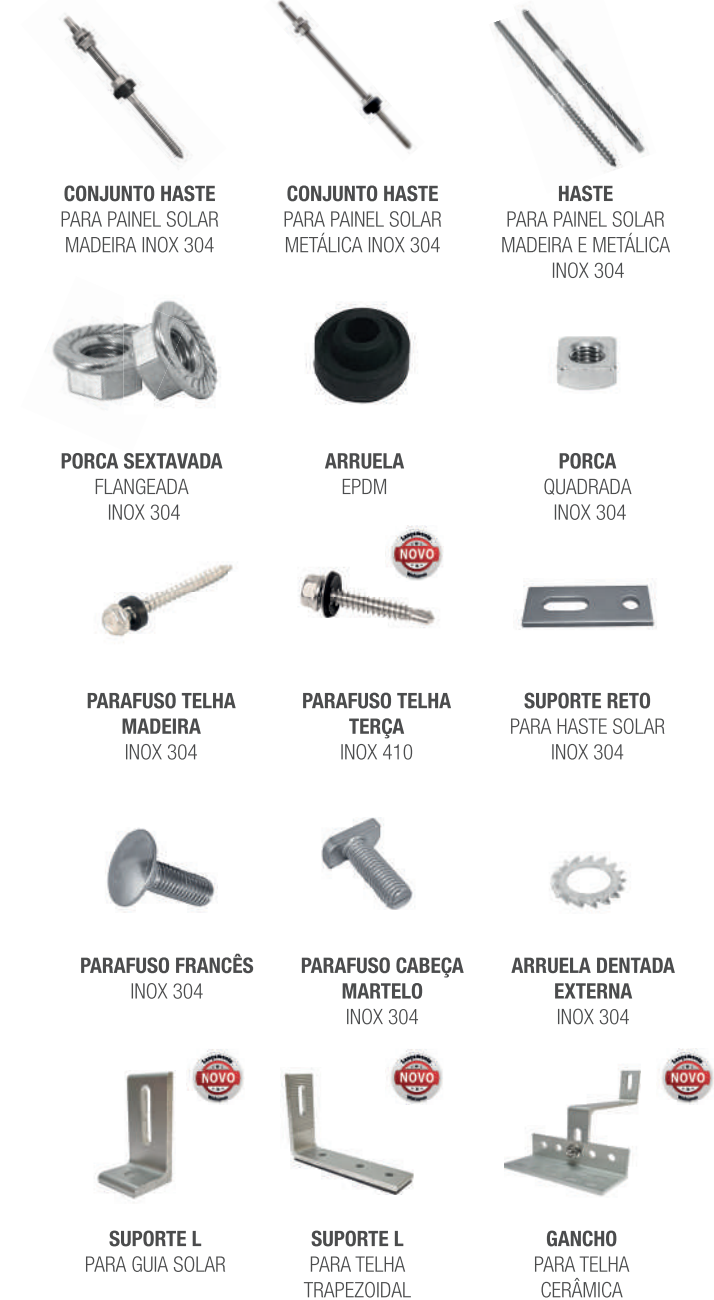 CONJUNTO HASTE
PARA PAINEL SOLAR
MADEIRA INOX 304
CONJUNTO HASTE
PARA PAINEL SOLAR
METÁLICA INOX 304
HASTE
PARA PAINEL SOLAR
MADEIRA E METÁLICA
INOX 304
PORCA SEXTAVADA
FLANGEADA
INOX 304
ARRUELA
EPDM
PORCA
QUADRADA
INOX 304
Lançamento
NOVO
PARAFUSO TELHA
MADEIRA
INOX 304
PARAFUSO TELHA
TERÇA
INOX 410
SUPORTE RETO
PARA HASTE SOLAR
INOX 304
PARAFUSO FRANCÊS
INOX 304
PARAFUSO CABEÇA
MARTELO
INOX 304
ARRUELA DENTADA
EXTERNA
INOX 304
Lançamento
NOVO
Lançamento
NOVO
Lançamento
NOVO
SUPORTE L
PARA GUIA SOLAR
SUPORTE L
PARA TELHA
TRAPEZOIDAL
GANCHO
PARA TELHA
CERÂMICA